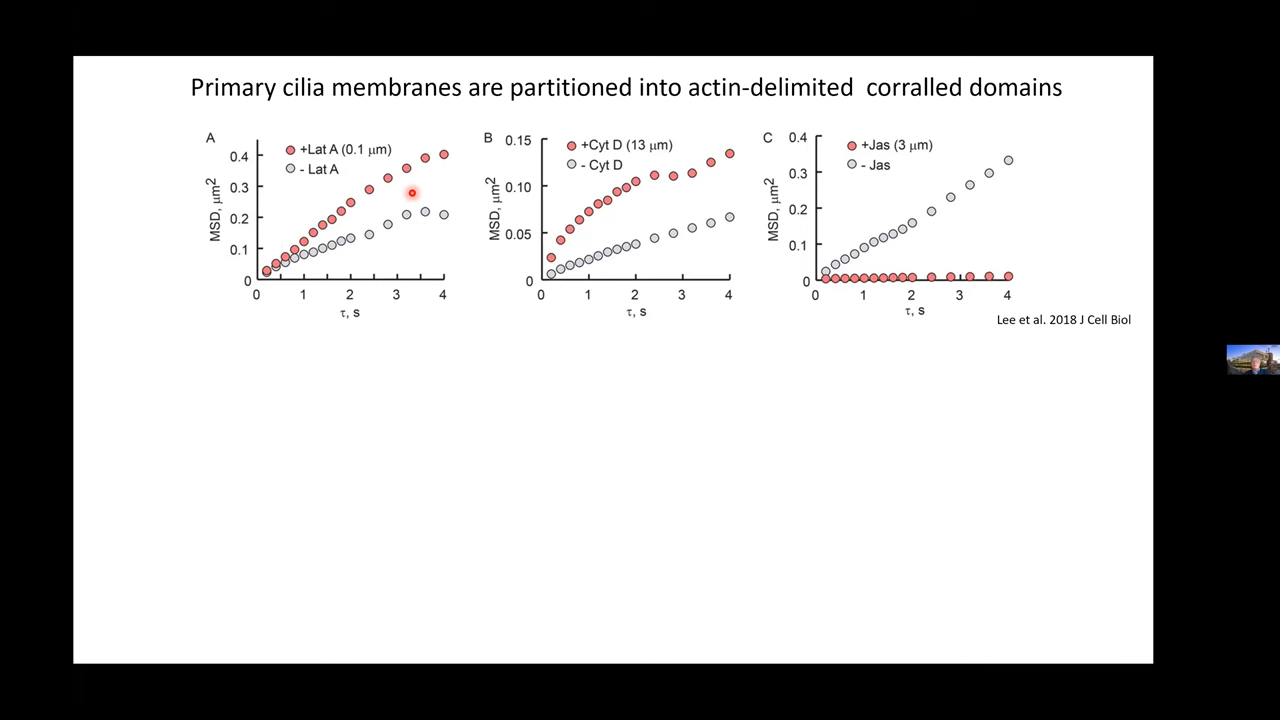 Primary cilia membranes are partitioned into actin-delimited  corralled domains
A
+Lat A (0.1 μm)
- Lat A
0.4
0.3
0.2
0.1
0
MSD, μm2
0 1 2 3 4
τ, s
B
+Cyt D (13 μm)
- Cyt D
0.15
0.10
0.05
0
MSD, μm2
0 1 2 3 4
τ, s
C
+Jas (3 μm)
- Jas
0.4
0.3
0.2
0.1
0
MSD, μm2
0 1 2 3 4
τ, s
Lee et al. 2018 J Cell Biol